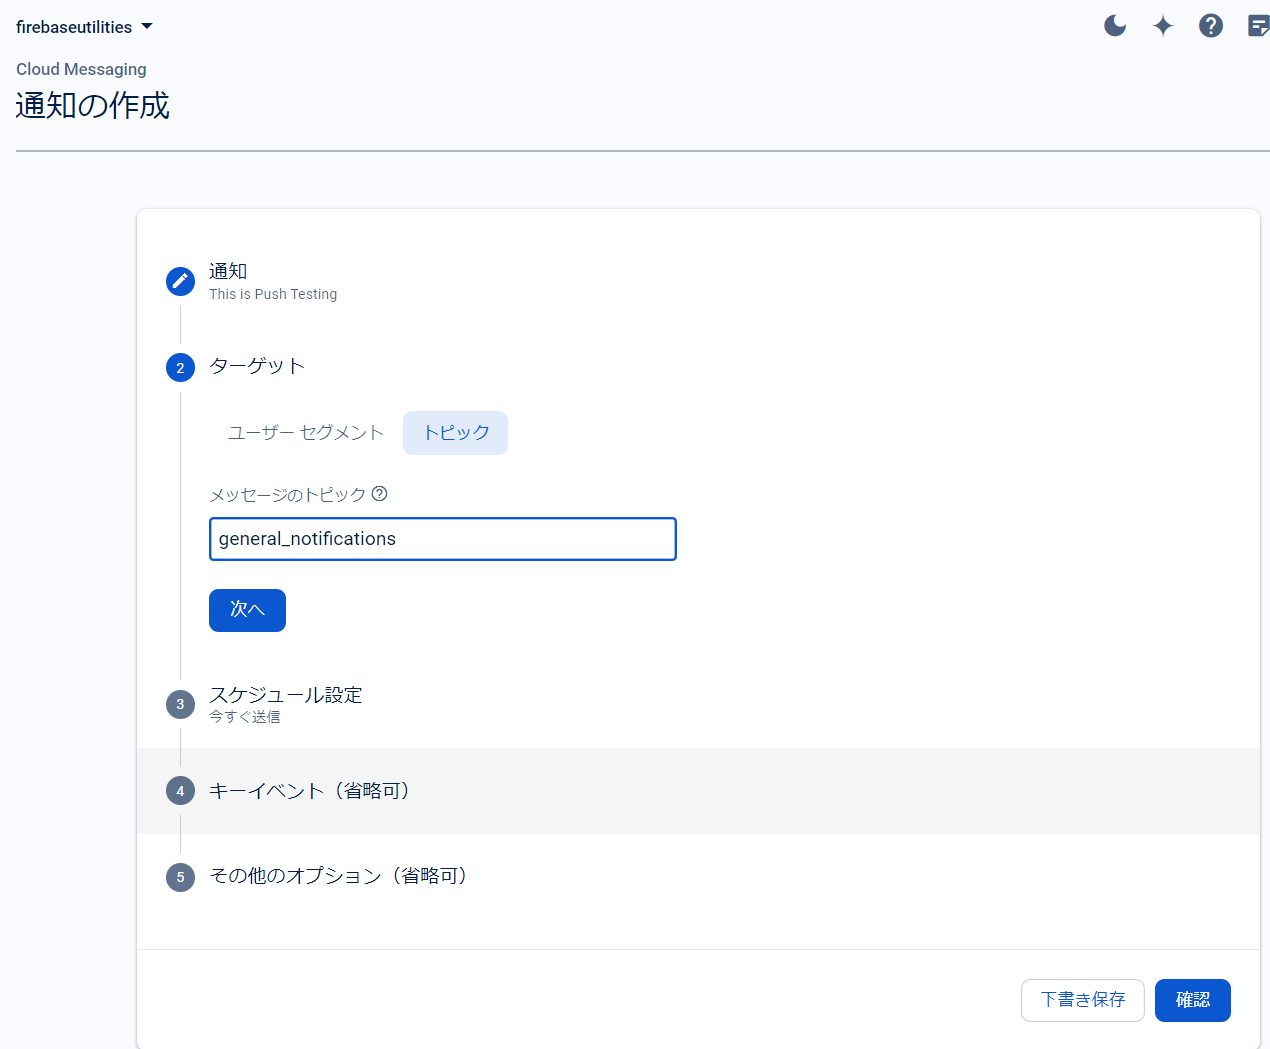 firebaseutilities
Cloud Messaging
通知の作成
通知
This is Push Testing
2 ターゲット
ユーザー セグメント トピック
メッセージのトピック
general_notifications
次へ
3 スケジュール設定
今すぐ送信
4 キーイベント（省略可）
5 その他のオプション（省略可）
下書き保存 確認